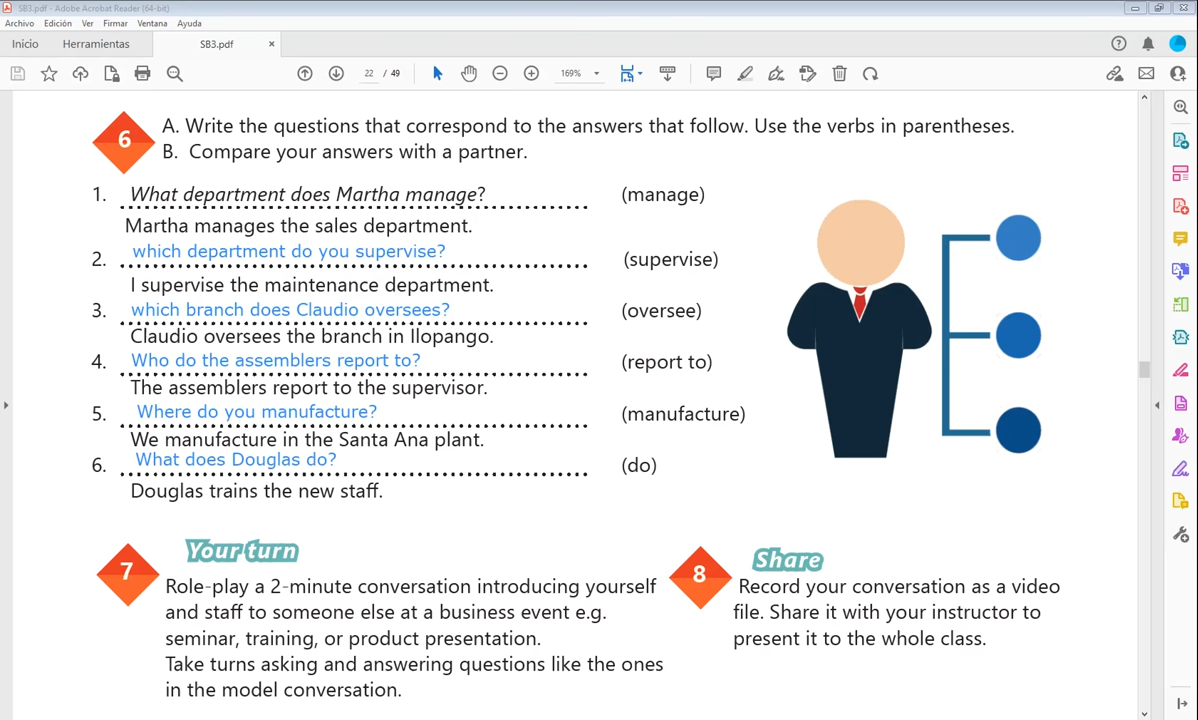 SB3.pdf - Adobe Acrobat Reader (64-bit)
Archivo Edición Ver Firmar Ventana Ayuda
Inicio Herramientas SB3.pdf ×
22 / 49 169%
6 A. Write the questions that correspond to the answers that follow. Use the verbs in parentheses.
B. Compare your answers with a partner.
1. What department does Martha manage? (manage)
Martha manages the sales department.
2. which department do you supervise? (supervise)
I supervise the maintenance department.
3. which branch does Claudio oversees? (oversee)
Claudio oversees the branch in Ilopango.
4. Who do the assemblers report to? (report to)
The assemblers report to the supervisor.
5. Where do you manufacture? (manufacture)
We manufacture in the Santa Ana plant.
6. What does Douglas do? (do)
Douglas trains the new staff.
7 Your turn
Role-play a 2-minute conversation introducing yourself
and staff to someone else at a business event e.g.
seminar, training, or product presentation.
Take turns asking and answering questions like the ones
in the model conversation.
8 Share
Record your conversation as a video
file. Share it with your instructor to
present it to the whole class.